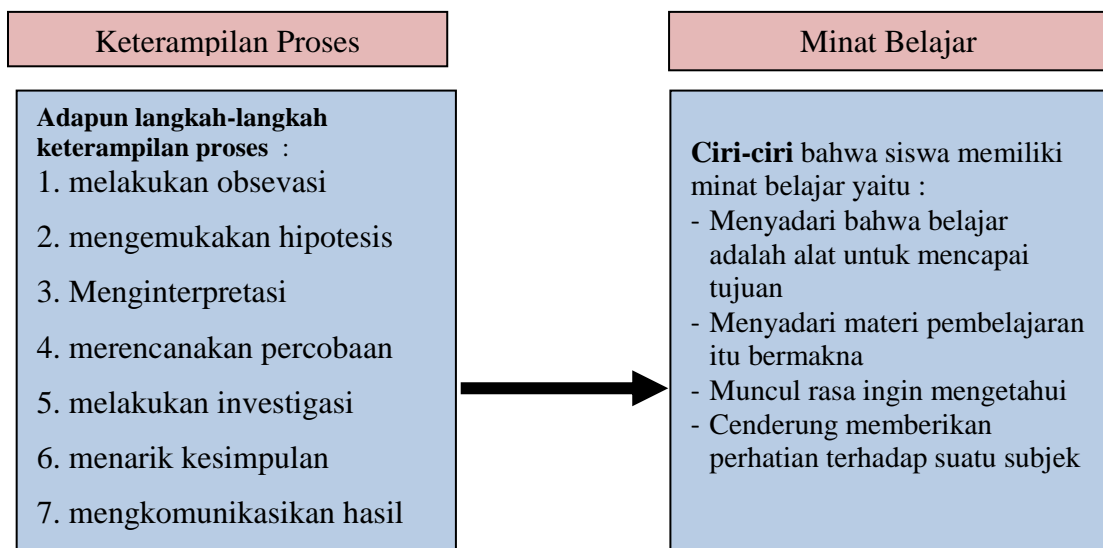 Keterampilan Proses
Adapun langkah-langkah
keterampilan proses :
1. melakukan obsevasi
2. mengemukakan hipotesis
3. Menginterpretasi
4. merencanakan percobaan
5. melakukan investigasi
6. menarik kesimpulan
7. mengkomunikasikan hasil
Minat Belajar
Ciri-ciri bahwa siswa memiliki
minat belajar yaitu :
- Menyadari bahwa belajar
adalah alat untuk mencapai
tujuan
- Menyadari materi pembelajaran
itu bermakna
- Muncul rasa ingin mengetahui
- Cenderung memberikan
perhatian terhadap suatu subjek